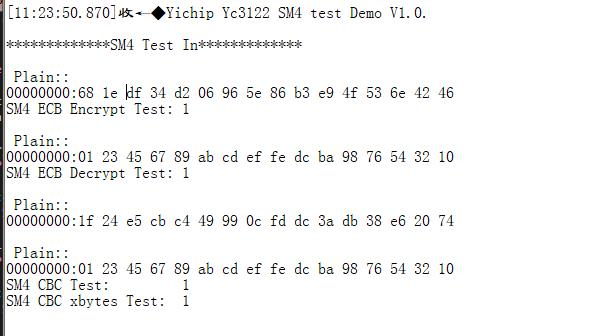 [11:23:50.870]收←◆Yichip Yc3122 SM4 test Demo V1.0.
*************SM4 Test In*************
Plain::
00000000:68 1e df 34 d2 06 96 5e 86 b3 e9 4f 53 6e 42 46
SM4 ECB Encrypt Test: 1
Plain::
00000000:01 23 45 67 89 ab cd ef fe dc ba 98 76 54 32 10
SM4 ECB Decrypt Test: 1
Plain::
00000000:1f 24 e5 cb c4 49 99 0c fd dc 3a db 38 e6 20 74
Plain::
00000000:01 23 45 67 89 ab cd ef fe dc ba 98 76 54 32 10
SM4 CBC Test:         1
SM4 CBC xbytes Test:  1